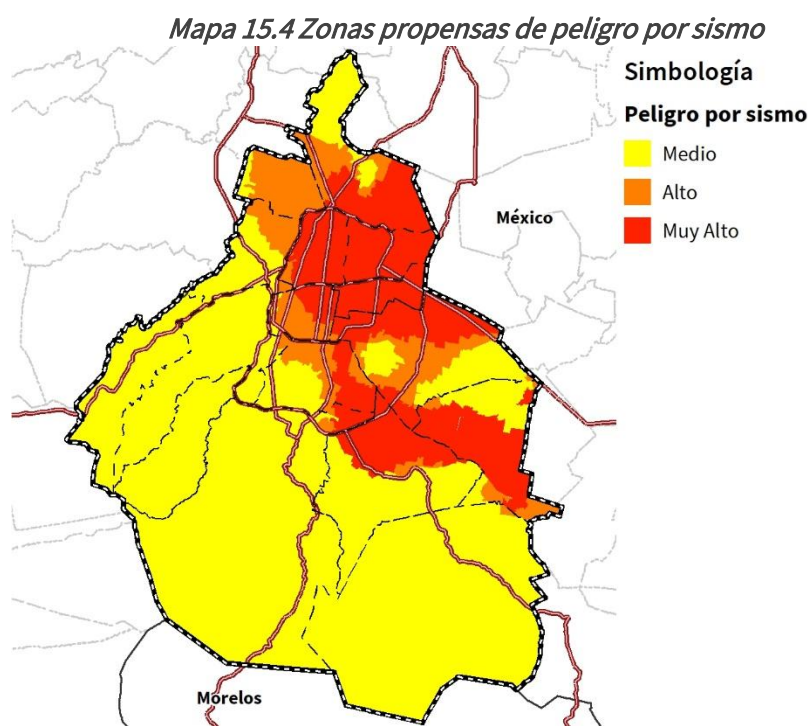 Mapa 15.4 Zonas propensas de peligro por sismo
Simbología
Peligro por sismo
Medio
Alto
Muy Alto
México
Morelos